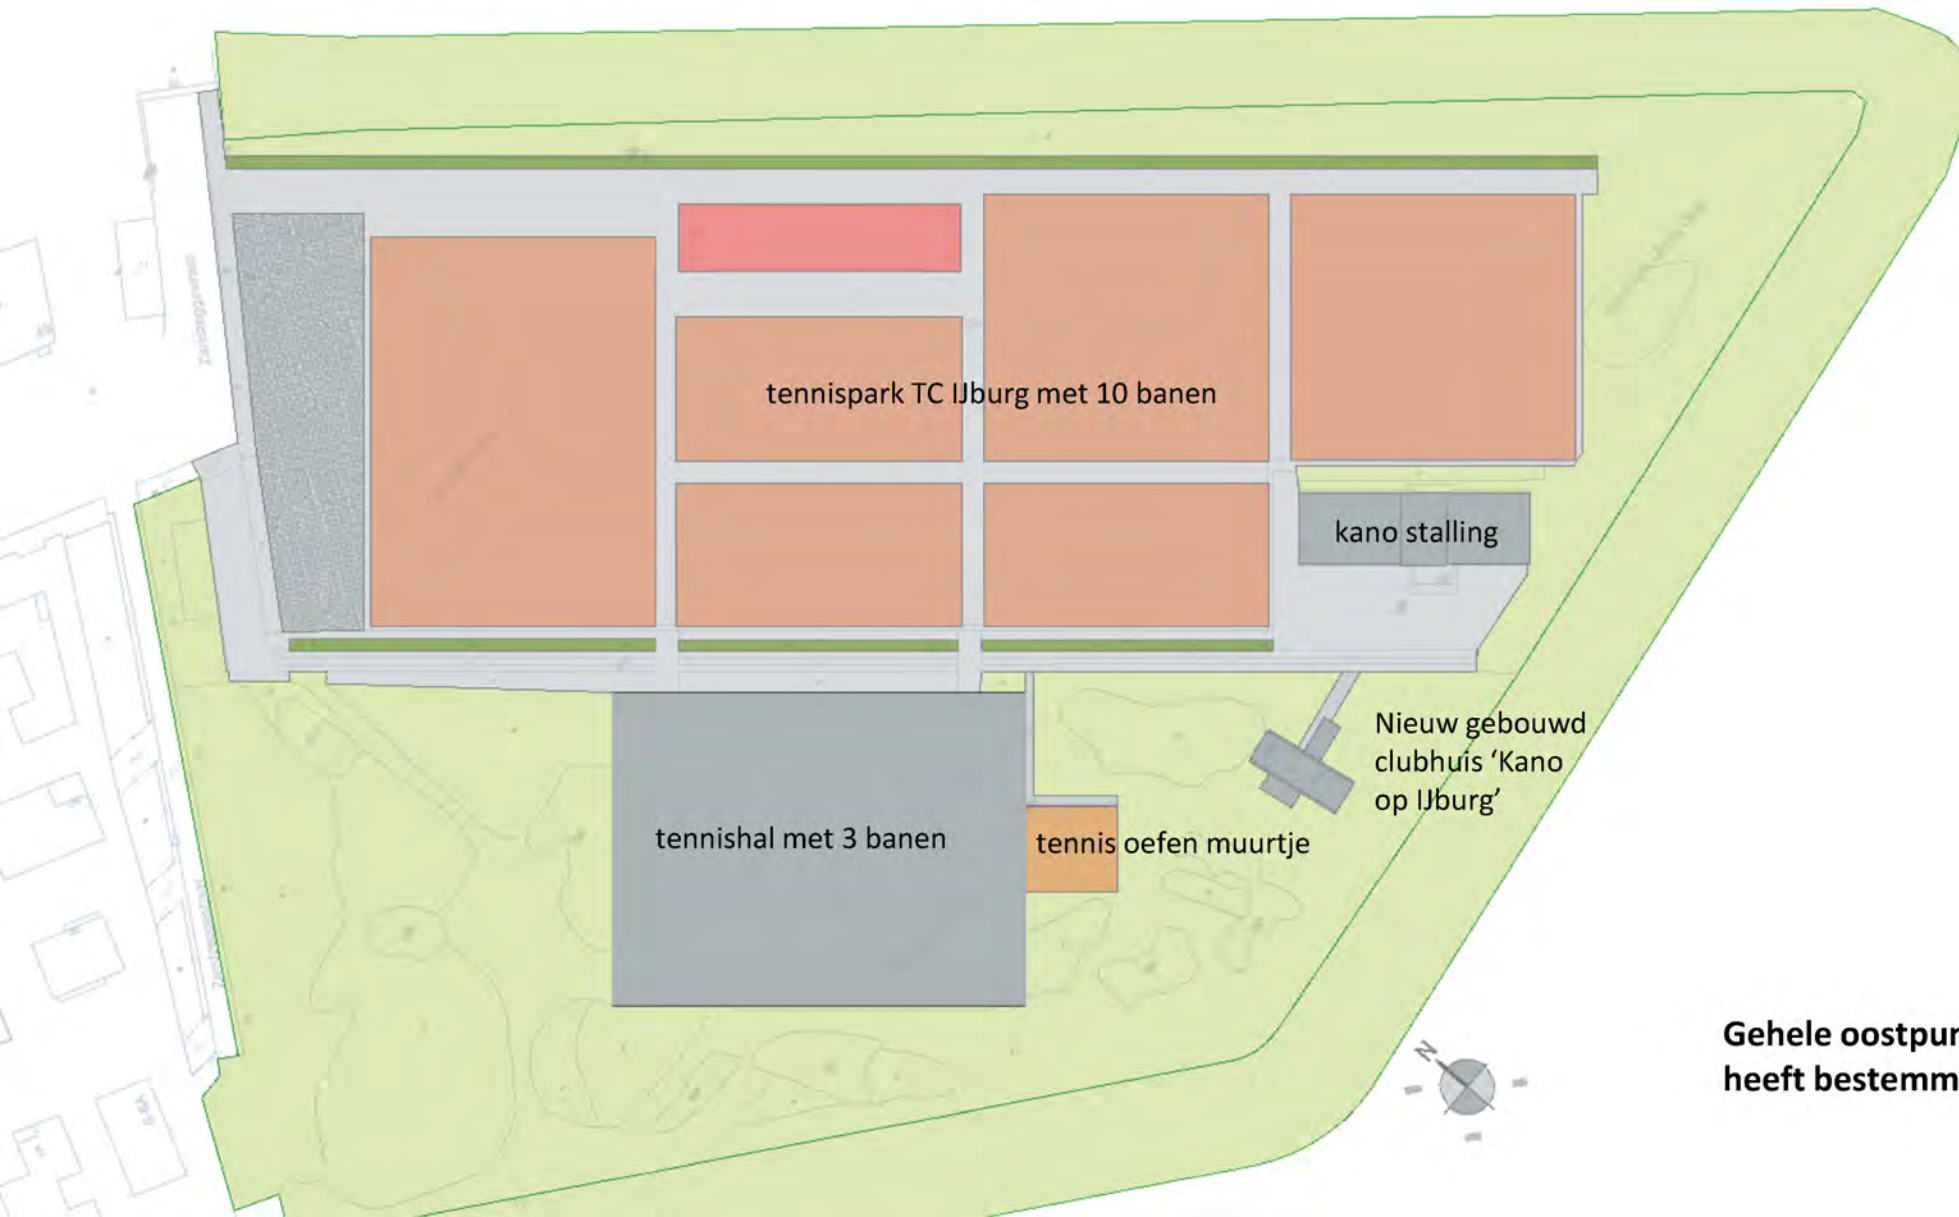 tennispark TC IJburg met 10 banen
kano stalling
Nieuw gebouwd
clubhuis ‘Kano
op IJburg’
tennishal met 3 banen
tennis oefen muurtje
N
Gehele oostpun
heeft bestemm